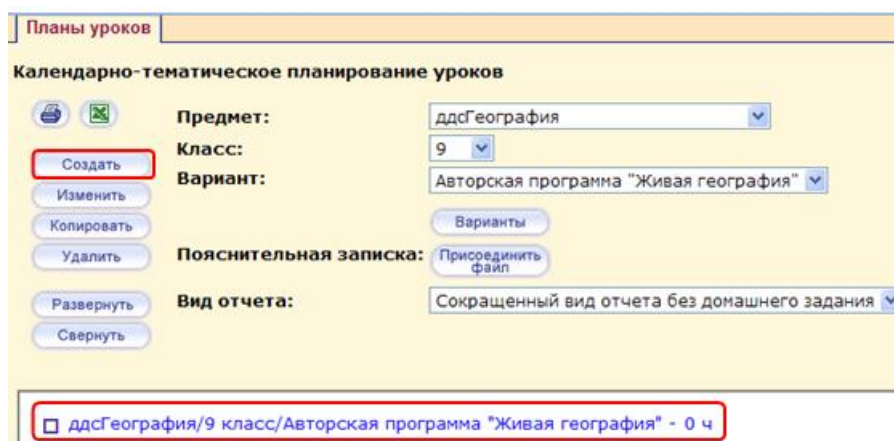 Планы уроков
Календарно-тематическое планирование уроков
Предмет: ддсГеография
Класс: 9
Вариант: Авторская программа "Живая география"
Создать
Изменить
Копировать
Удалить
Развернуть
Свернуть
Варианты
Пояснительная записка: Присоединить файл
Вид отчета: Сокращенный вид отчета без домашнего задания
ддсГеография/9 класс/Авторская программа "Живая география" - 0 ч